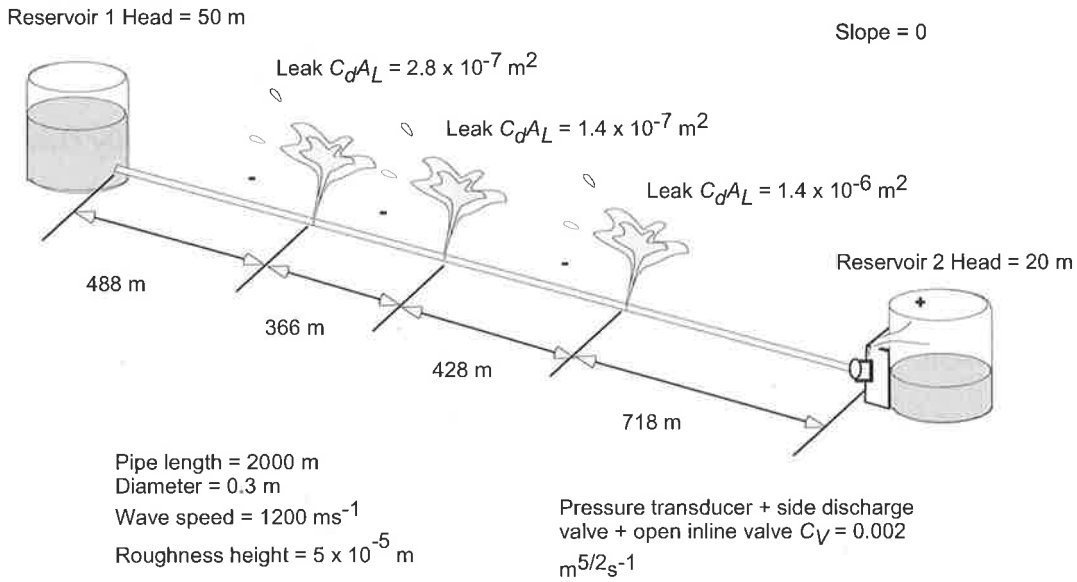 Reservoir 1 Head = 50 m
Slope = 0
Leak C_dA_L = 2.8 x 10^-7 m^2
Leak C_dA_L = 1.4 x 10^-7 m^2
Leak C_dA_L = 1.4 x 10^-6 m^2
Reservoir 2 Head = 20 m
488 m
366 m
428 m
718 m
Pipe length = 2000 m
Diameter = 0.3 m
Wave speed = 1200 ms^-1
Roughness height = 5 x 10^-5 m
Pressure transducer + side discharge
valve + open inline valve C_V = 0.002
m^5/2s^-1